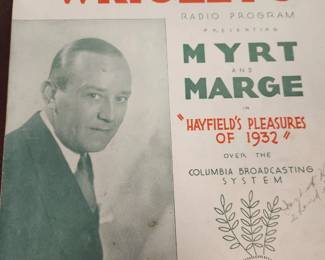 WRIGLEY'S
RADIO PROGRAM
PRESENTING
MYRT
AND
MARGE
IN
"HAYFIELD'S PLEASURES
OF 1932"
OVER THE
COLUMBIA BROADCASTING
SYSTEM